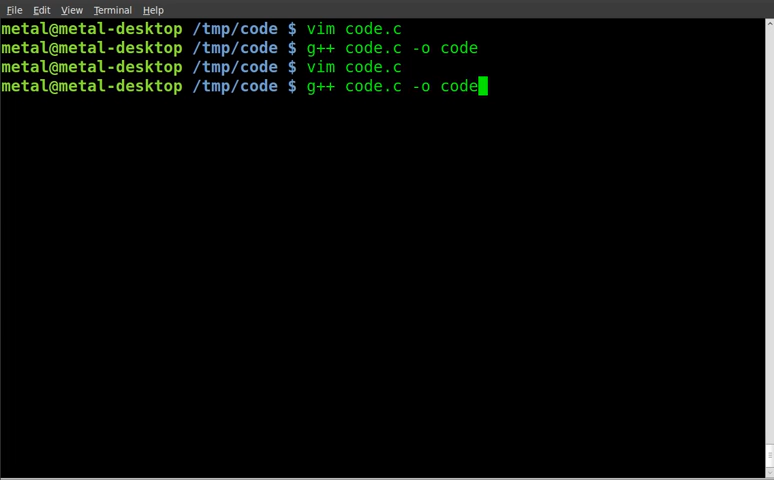 File Edit View Terminal Help
metal@metal-desktop /tmp/code $ vim code.c
metal@metal-desktop /tmp/code $ g++ code.c -o code
metal@metal-desktop /tmp/code $ vim code.c
metal@metal-desktop /tmp/code $ g++ code.c -o code